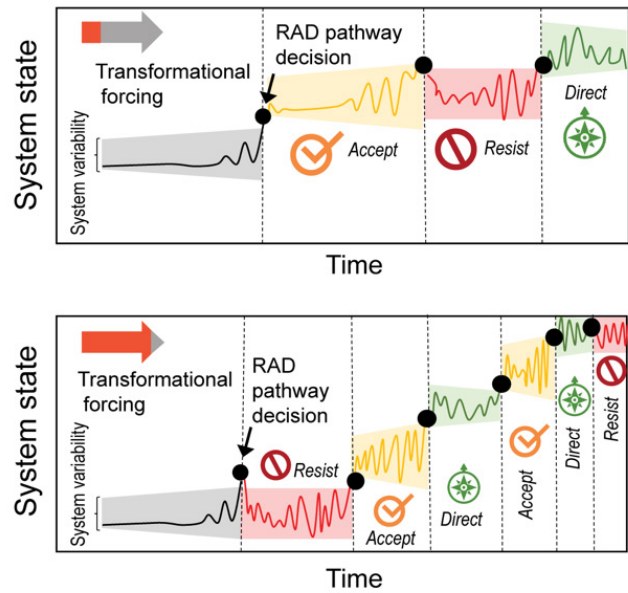 System state
Transformational
forcing
RAD pathway
decision
System variability
Accept
Resist
Direct
Time
System state
Transformational
forcing
RAD
pathway
decision
System variability
Resist
Accept
Direct
Accept
Direct
Resist
Time